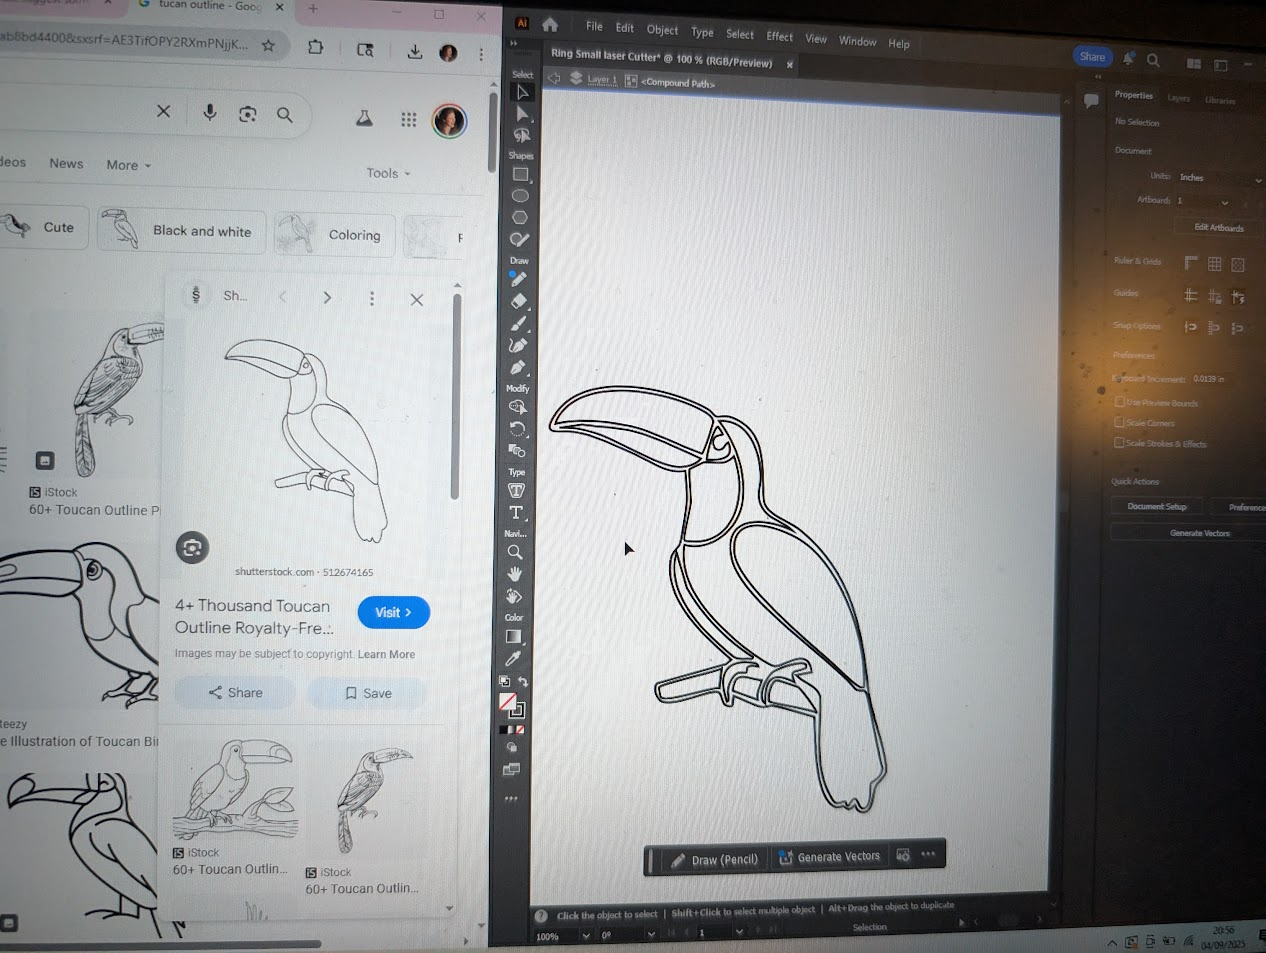 tucan outline - Goog
ab8bd4400&sxsrf=AE3TifOPY2RXmPNjjK...
deos News More
Tools
Cute
Black and white
Coloring
F
Sh...
iStock
60+ Toucan Outline P
shutterstock.com · 512674165
4+ Thousand Toucan
Outline Royalty-Fre...
Visit
Images may be subject to copyright. Learn More
Share
Save
teezy
e Illustration of Toucan Bi
iStock
60+ Toucan Outlin...
iStock
60+ Toucan Outlin...
Ai
File Edit Object Type Select Effect View Window Help
Share
Ring Small laser Cutter* @ 100 % (RGB/Preview)
Layer 1 <Compound Path>
Select
Shapes
Draw
Modify
Type
Navi...
Color
Properties Layers Libraries
No Selection
Document
Units: Inches
Artboard: 1
Edit Artboards
Ruler & Grids
Guides
Snap Options
Preferences
Keyboard Increment: 0.0139 in
Use Preview Bounds
Scale Corners
Scale Strokes & Effects
Quick Actions
Document Setup
Preference
Generate Vectors
Draw (Pencil)
Generate Vectors
Click the object to select | Shift+Click to select multiple object | Alt+Drag the object to duplicate
100% 0° 1 Selection
20:56
04/09/2025